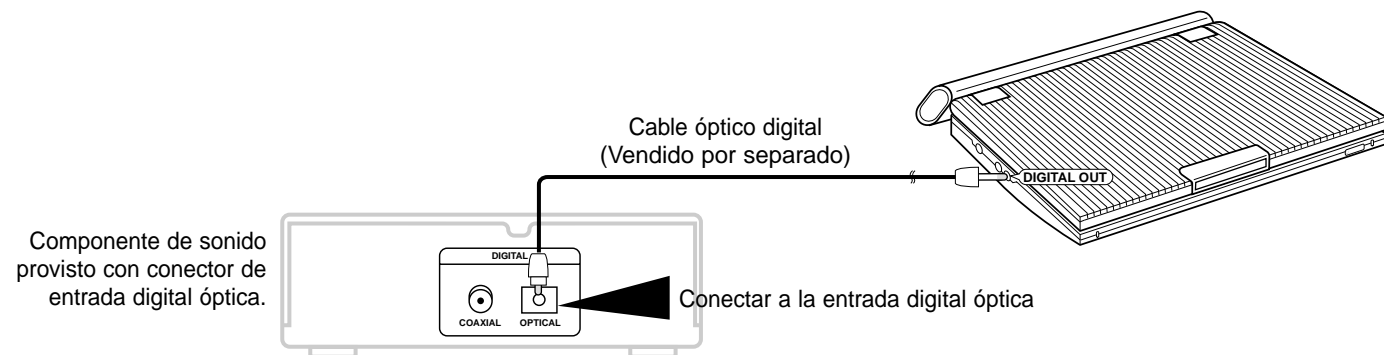 Cable óptico digital
(Vendido por separado)
DIGITAL OUT
Componente de sonido
provisto con conector de
entrada digital óptica.
DIGITAL
COAXIAL
OPTICAL
Conectar a la entrada digital óptica